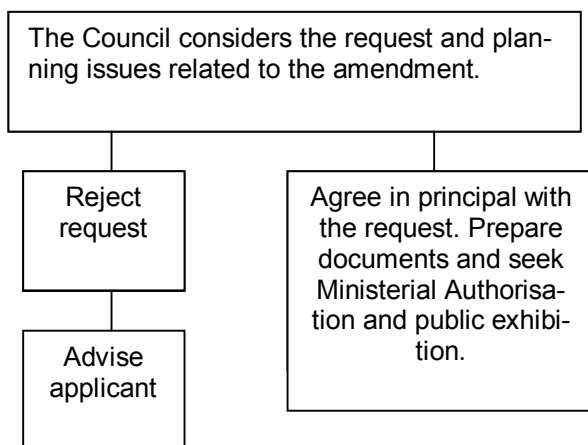 The Council considers the request and plan-
ning issues related to the amendment.
Reject
request
Advise
applicant
Agree in principal with
the request. Prepare
documents and seek
Ministerial Authorisa-
tion and public exhibi-
tion.